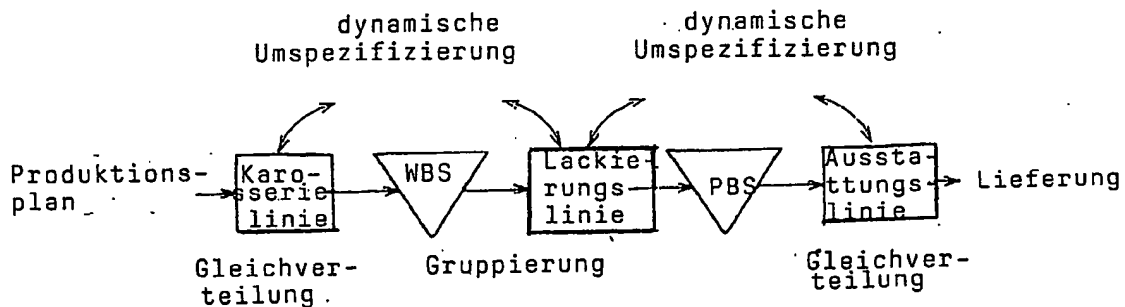 dynamische
Umspezifizierung
dynamische
Umspezifizierung
Produktions-
plan
Karo-
sserie
linie
WBS
Lackie-
rungs
linie
PBS
Aussta-
ttungs
linie
Lieferung
Gleichver-
teilung.
Gruppierung
Gleichver-
teilung